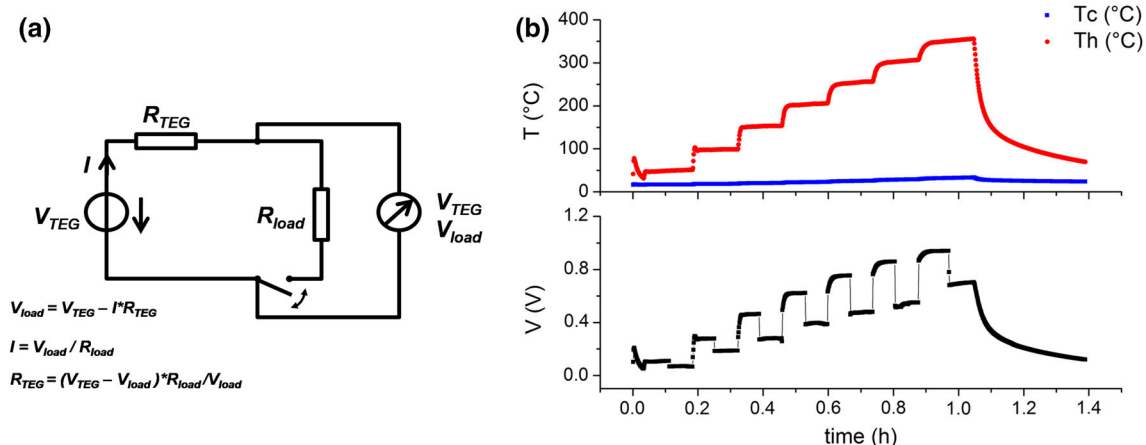 (a)
R_TEG
I
V_TEG
R_load
V_TEG
V_load
V_load = V_TEG – I*R_TEG
I = V_load / R_load
R_TEG = (V_TEG – V_load)*R_load/V_load
(b)
Tc (°C)
Th (°C)
400
300
200
100
0
T (°C)
1.2
0.8
0.4
0.0
V (V)
0.0 0.2 0.4 0.6 0.8 1.0 1.2 1.4
time (h)